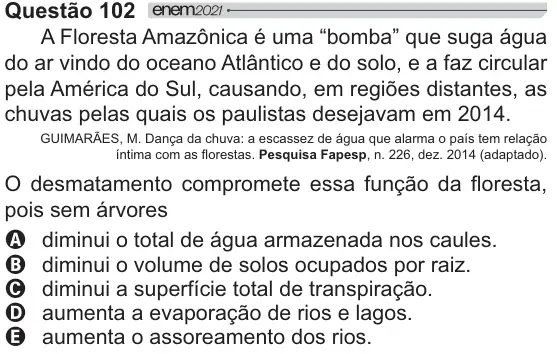 Questão 102 enem2021
A Floresta Amazônica é uma “bomba” que suga água
do ar vindo do oceano Atlântico e do solo, e a faz circular
pela América do Sul, causando, em regiões distantes, as
chuvas pelas quais os paulistas desejavam em 2014.
GUIMARÃES, M. Dança da chuva: a escassez de água que alarma o país tem relação
íntima com as florestas. Pesquisa Fapesp, n. 226, dez. 2014 (adaptado).
O desmatamento compromete essa função da floresta,
pois sem árvores
A diminui o total de água armazenada nos caules.
B diminui o volume de solos ocupados por raiz.
C diminui a superfície total de transpiração.
D aumenta a evaporação de rios e lagos.
E aumenta o assoreamento dos rios.